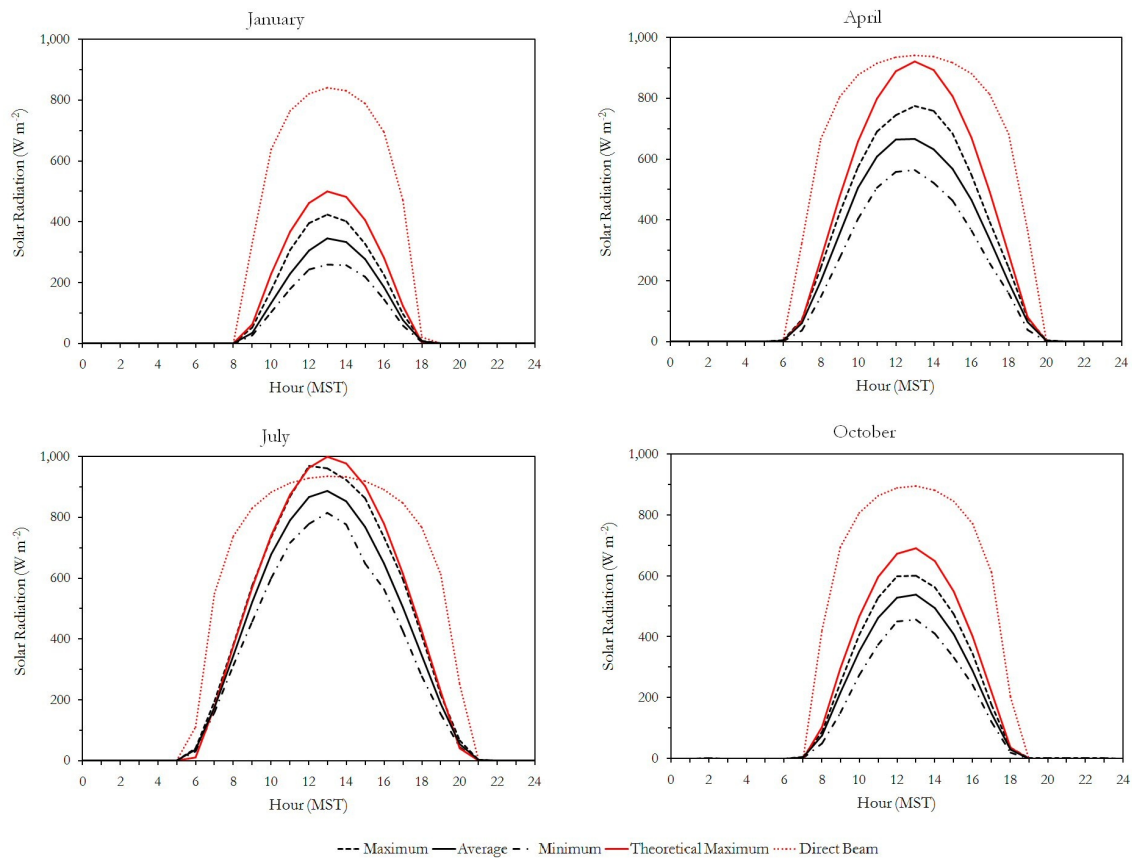 January
1,000
800
600
400
200
0
Solar Radiation (W m⁻²)
0 2 4 6 8 10 12 14 16 18 20 22 24
Hour (MST)
April
1,000
800
600
400
200
0
Solar Radiation (W m⁻²)
0 2 4 6 8 10 12 14 16 18 20 22 24
Hour (MST)
July
1,000
800
600
400
200
0
Solar Radiation (W m⁻²)
0 2 4 6 8 10 12 14 16 18 20 22 24
Hour (MST)
October
1,000
800
600
400
200
0
Solar Radiation (W m⁻²)
0 2 4 6 8 10 12 14 16 18 20 22 24
Hour (MST)
Maximum Average Minimum Theoretical Maximum Direct Beam